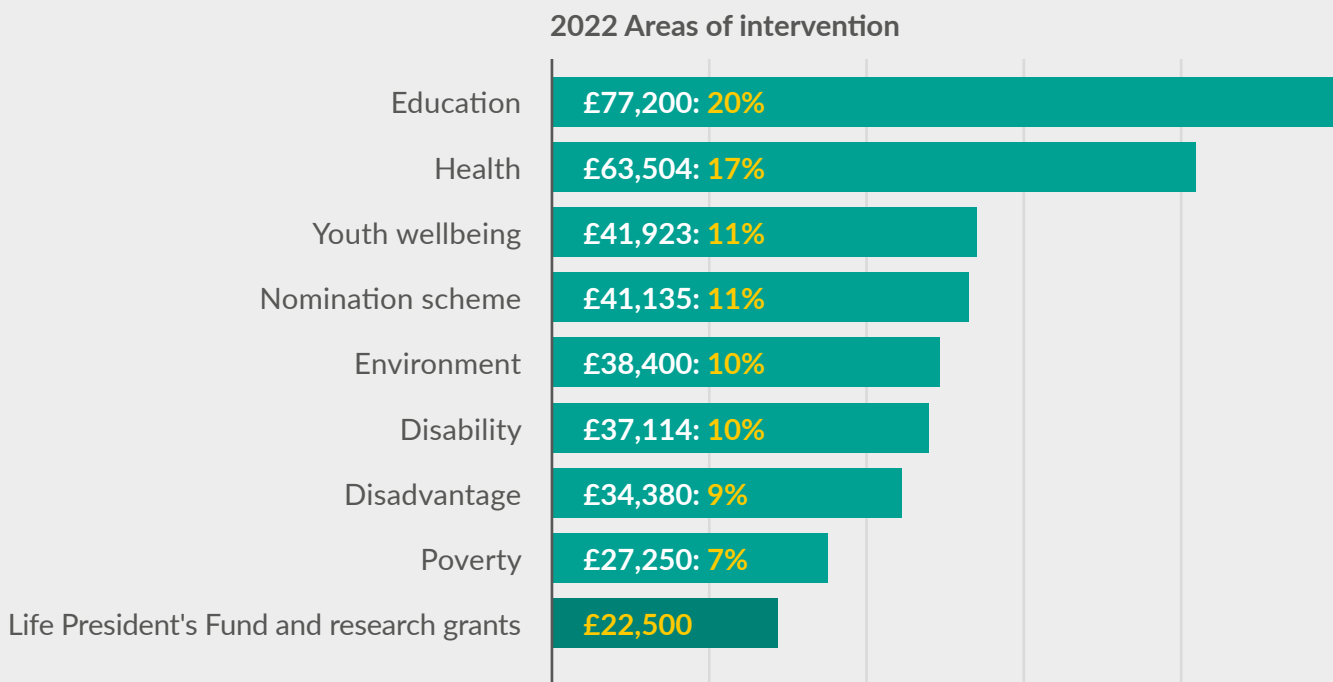 2022 Areas of intervention
Education £77,200: 20%
Health £63,504: 17%
Youth wellbeing £41,923: 11%
Nomination scheme £41,135: 11%
Environment £38,400: 10%
Disability £37,114: 10%
Disadvantage £34,380: 9%
Poverty £27,250: 7%
Life President's Fund and research grants £22,500